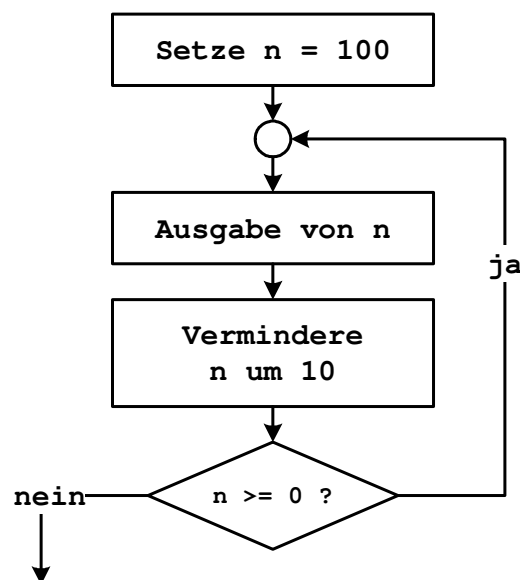 Setze n = 100
Ausgabe von n
ja
Vermindere
n um 10
n >= 0 ?
nein